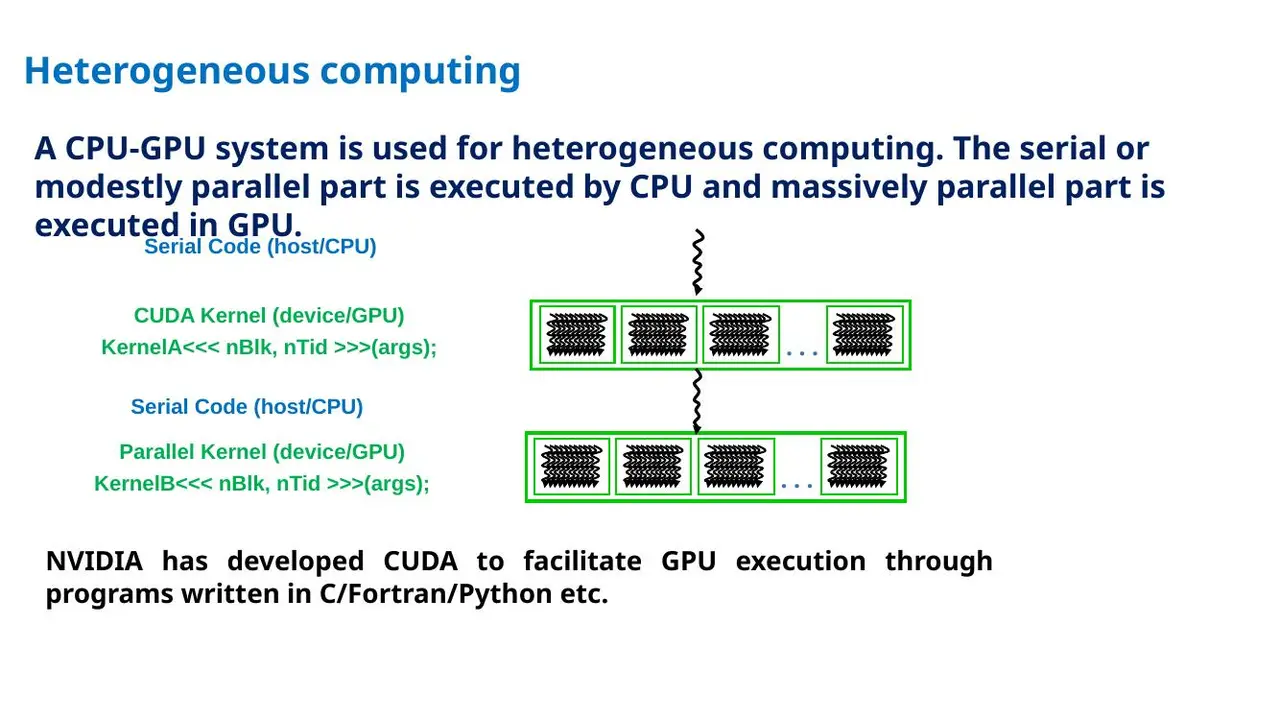 Heterogeneous computing
A CPU-GPU system is used for heterogeneous computing. The serial or
modestly parallel part is executed by CPU and massively parallel part is
executed in GPU.
Serial Code (host/CPU)
CUDA Kernel (device/GPU)
KernelA<<< nBlk, nTid >>>(args);
. . .
Serial Code (host/CPU)
Parallel Kernel (device/GPU)
KernelB<<< nBlk, nTid >>>(args);
. . .
NVIDIA has developed CUDA to facilitate GPU execution through
programs written in C/Fortran/Python etc.